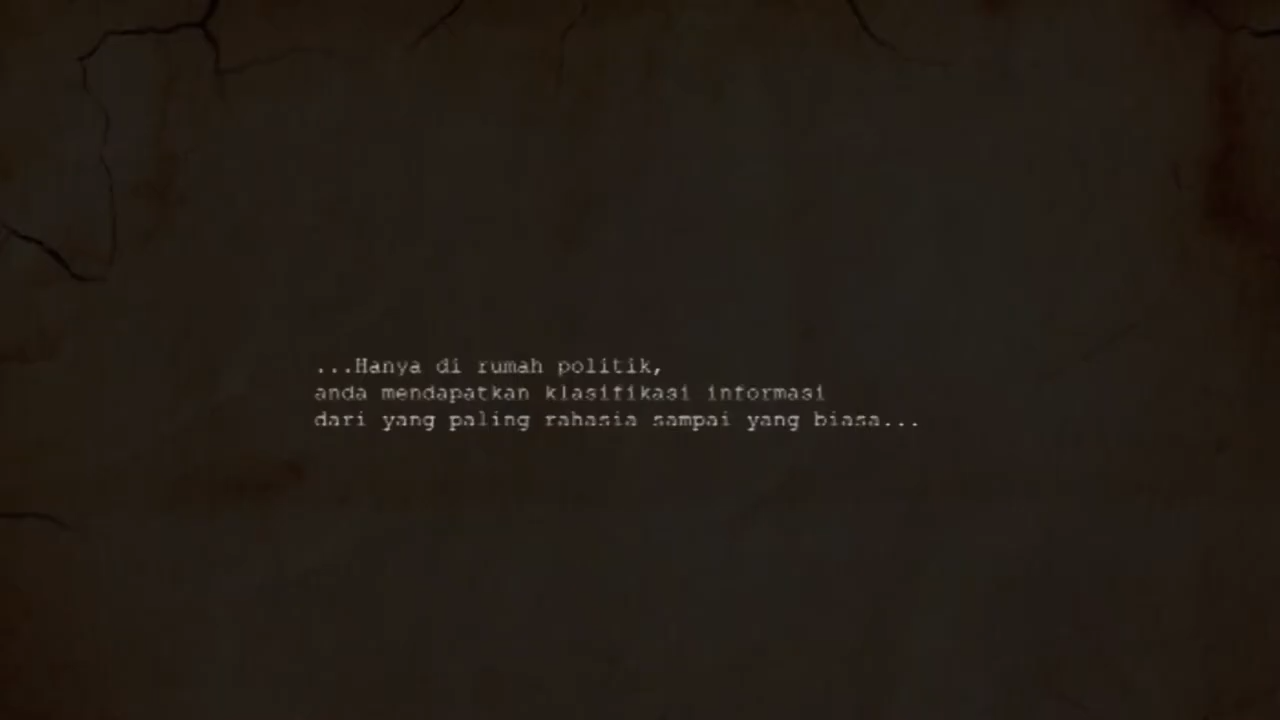 ...Hanya di rumah politik,
anda mendapatkan klasifikasi informasi
dari yang paling rahasia sampai yang biasa...